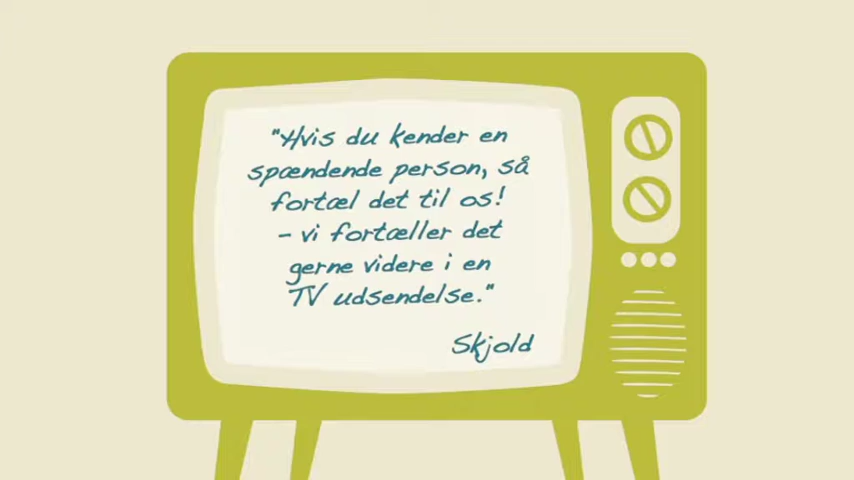 "Hvis du kender en
spændende person, så
fortæl det til os!
- vi fortæller det
gerne videre i en
TV udsendelse."
Skjold